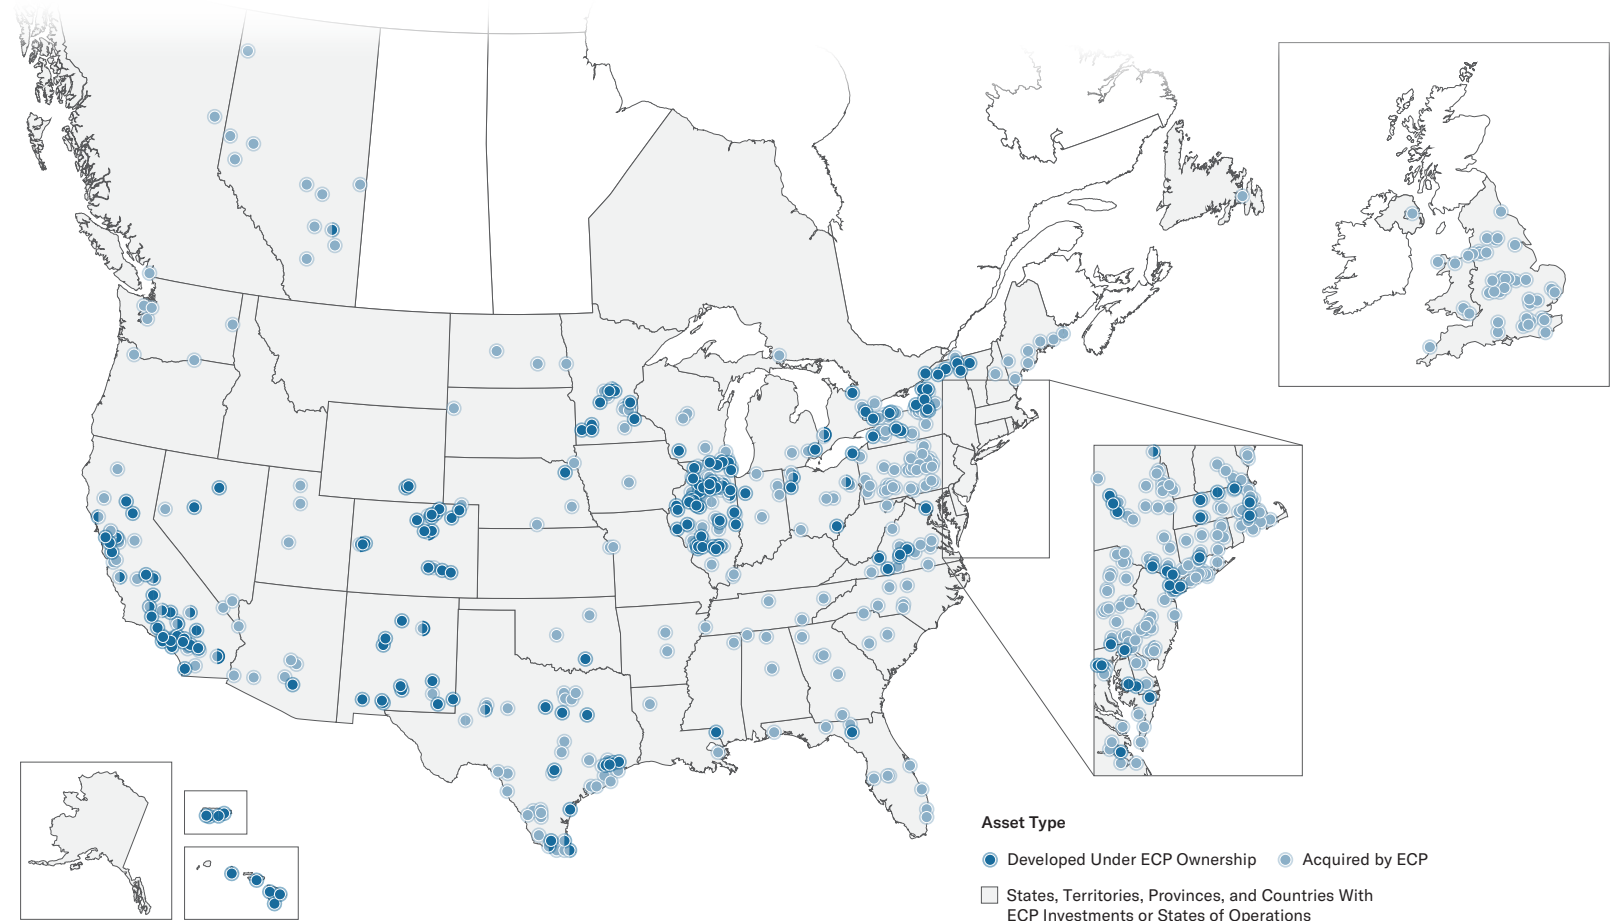 Asset Type
Developed Under ECP Ownership Acquired by ECP
States, Territories, Provinces, and Countries With
ECP Investments or States of Operations